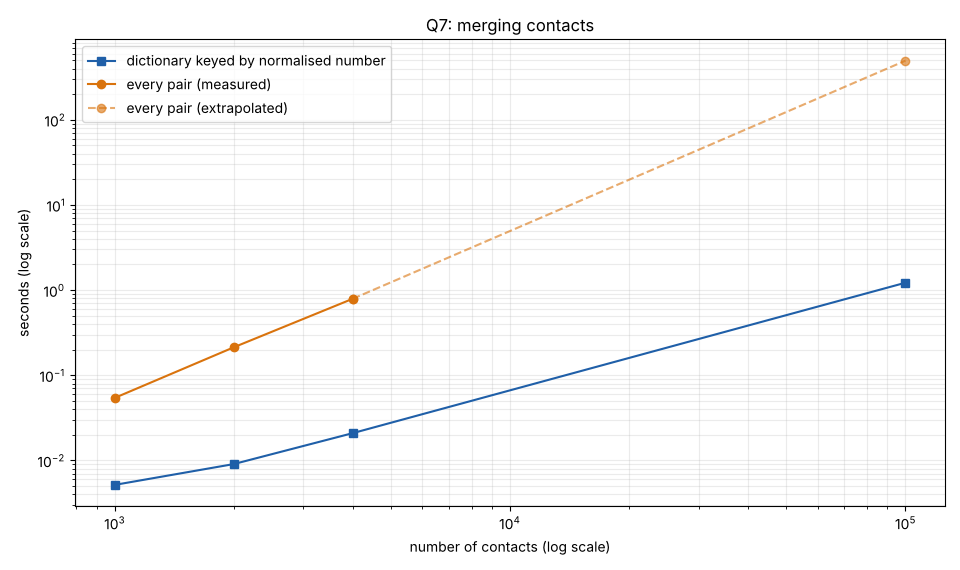 Q7: merging contacts
dictionary keyed by normalised number
every pair (measured)
every pair (extrapolated)
seconds (log scale)
10²
10¹
10⁰
10⁻¹
10⁻²
10³ 10⁴ 10⁵
number of contacts (log scale)